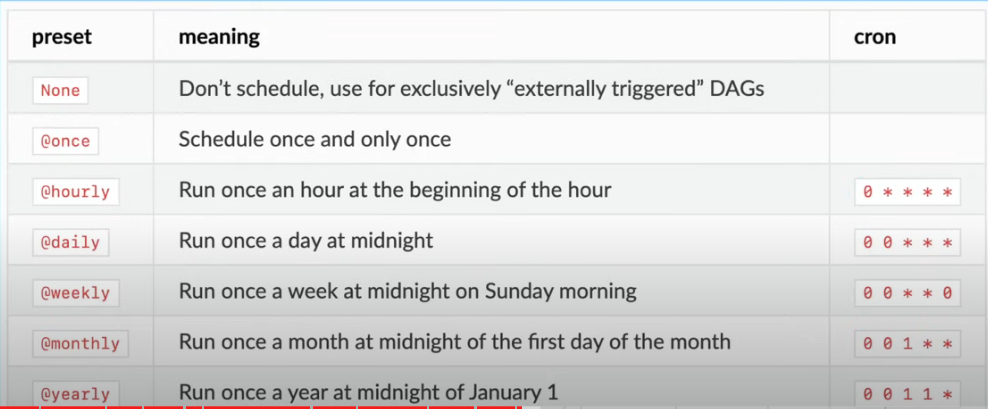 preset meaning cron
None Don't schedule, use for exclusively “externally triggered” DAGs
@once Schedule once and only once
@hourly Run once an hour at the beginning of the hour 0 * * * *
@daily Run once a day at midnight 0 0 * * *
@weekly Run once a week at midnight on Sunday morning 0 0 * * 0
@monthly Run once a month at midnight of the first day of the month 0 0 1 * *
@yearly Run once a year at midnight of January 1 0 0 1 1 *